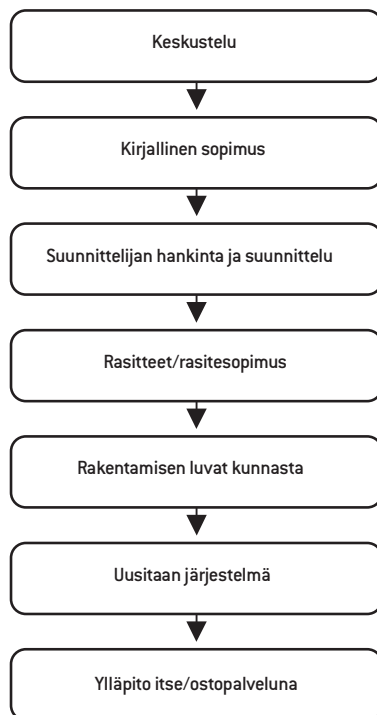 Keskustelu
Kirjallinen sopimus
Suunnittelijan hankinta ja suunnittelu
Rasitteet/rasitesopimus
Rakentamisen luvat kunnasta
Uusitaan järjestelmä
Ylläpito itse/ostopalveluna